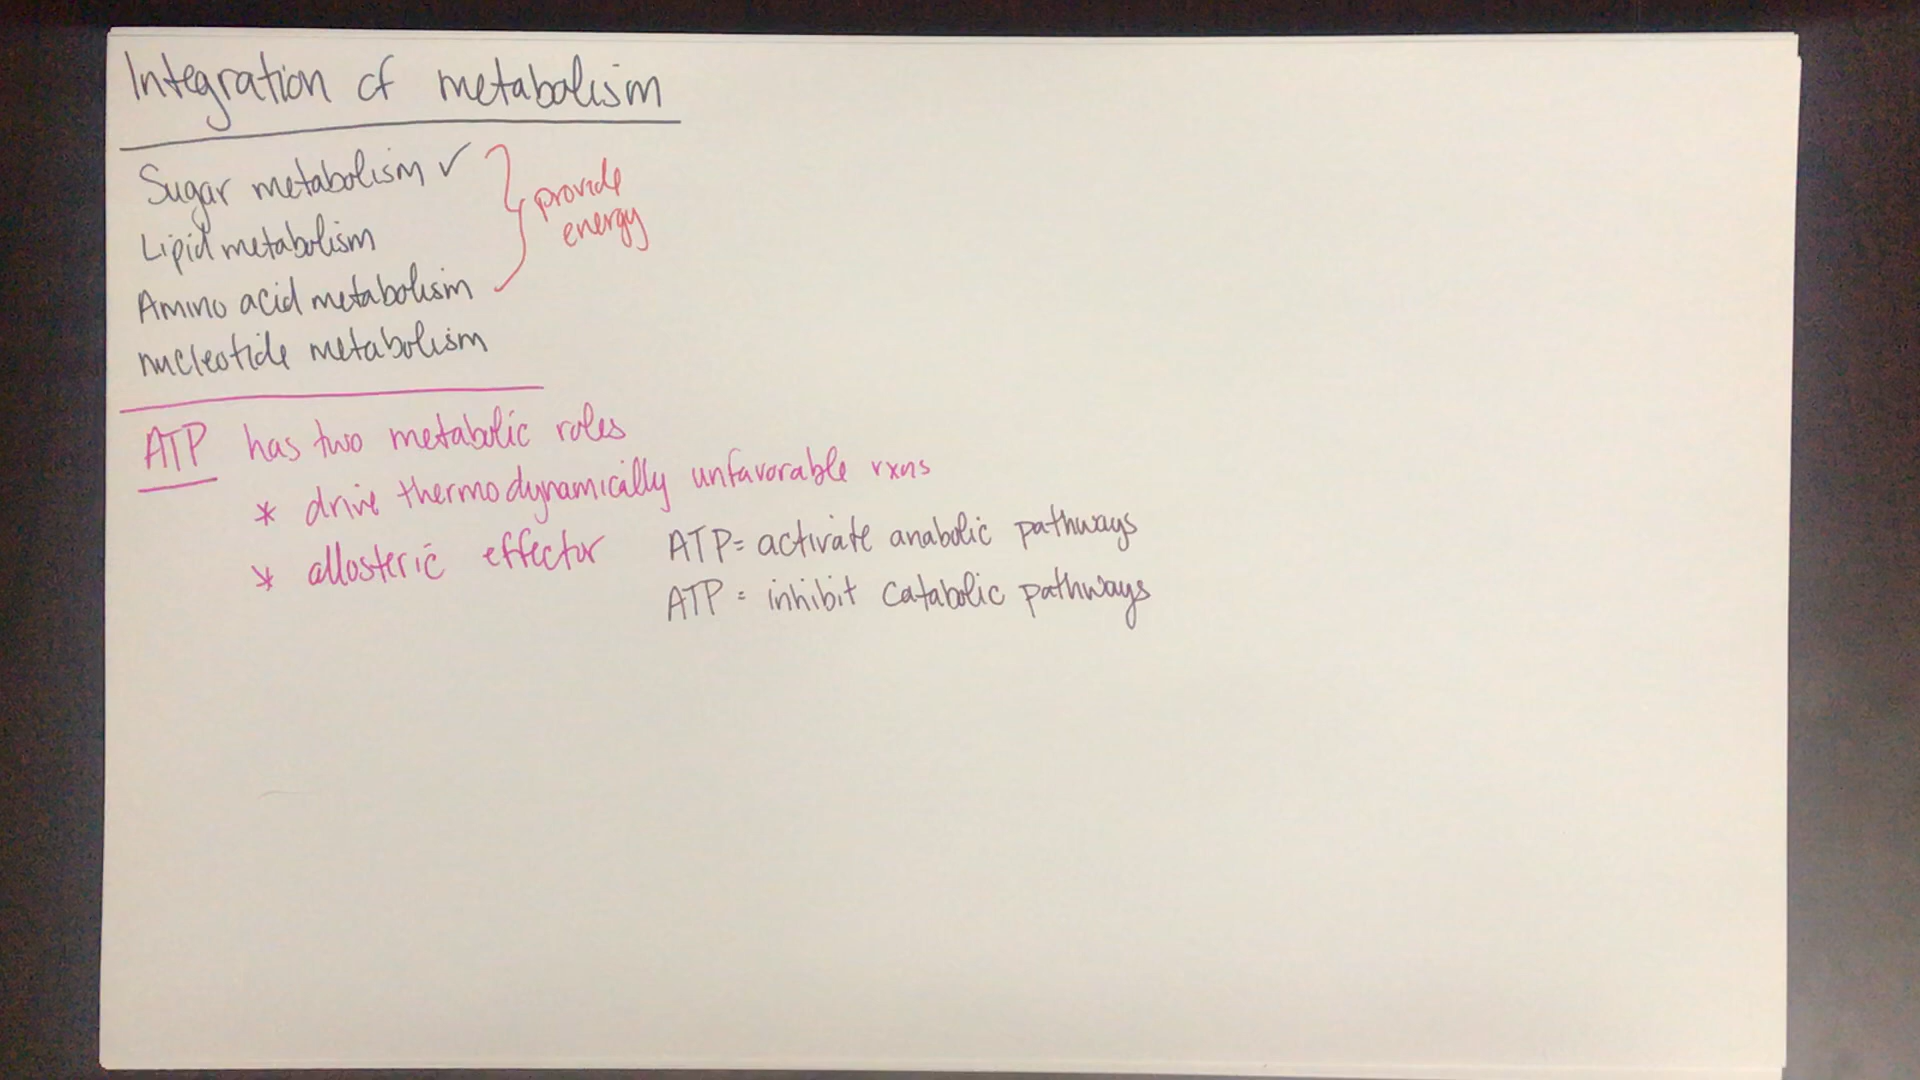 Integration of metabolism
Sugar metabolism ✓
Lipid metabolism
Amino acid metabolism
nucleotide metabolism
provide
energy
ATP has two metabolic roles
* drive thermodynamically unfavorable rxns
* allosteric effector
ATP = activate anabolic pathways
ATP = inhibit catabolic pathways